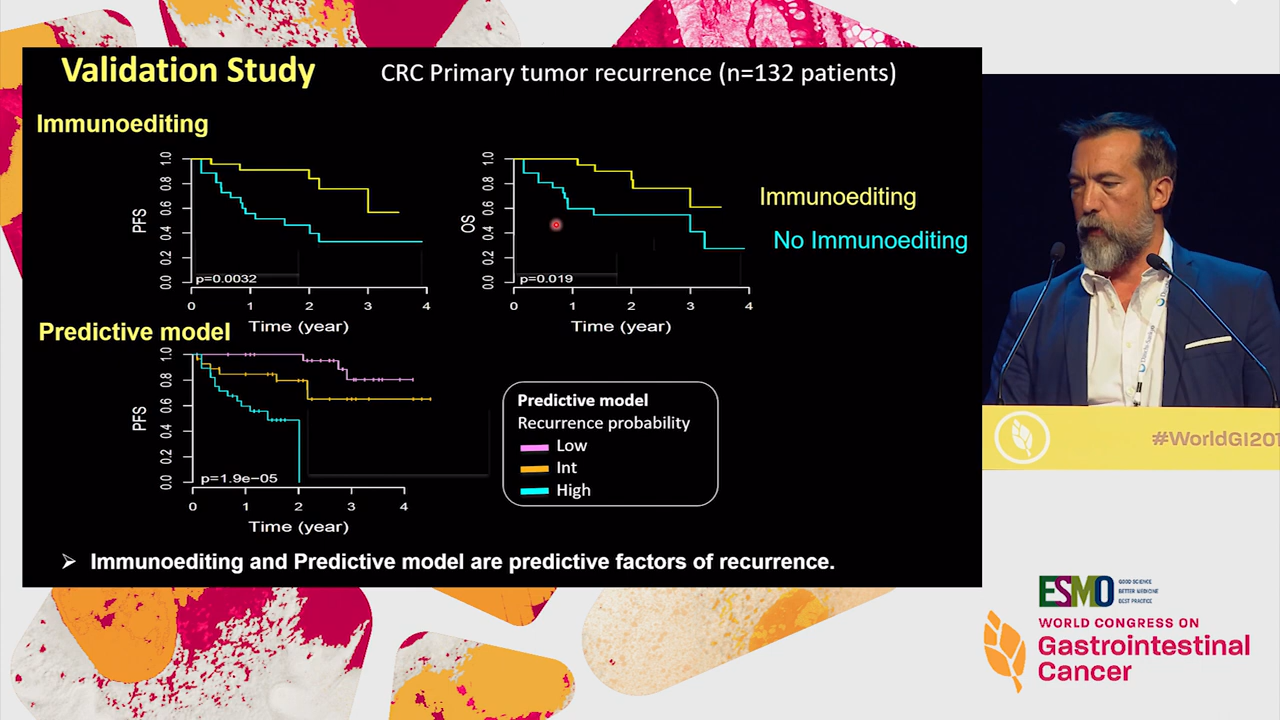 Validation Study
CRC Primary tumor recurrence (n=132 patients)
Immunoediting
PFS
0.0 0.2 0.4 0.6 0.8 1.0
p=0.0032
0 1 2 3 4
Time (year)
OS
0.0 0.2 0.4 0.6 0.8 1.0
p=0.019
0 1 2 3 4
Time (year)
Immunoediting
No Immunoediting
Predictive model
PFS
0.0 0.2 0.4 0.6 0.8 1.0
p=1.9e−05
0 1 2 3 4
Time (year)
Predictive model
Recurrence probability
Low
Int
High
➢ Immunoediting and Predictive model are predictive factors of recurrence.
#WorldGI201
ESMO
GOOD SCIENCE
BETTER MEDICINE
BEST PRACTICE
WORLD CONGRESS ON
Gastrointestinal
Cancer